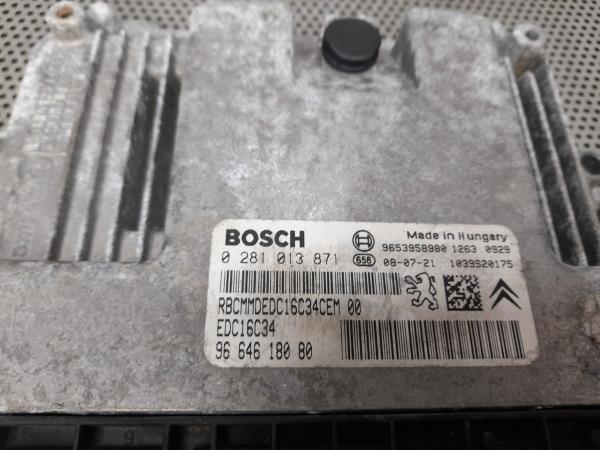 BOSCH
Made in Hungary
9653958980 1263 0929
0 281 013 871
656
08-07-21
1039S20175
RBCMMDEDC16C34CEM 00
EDC16C34
96 646 180 80
9